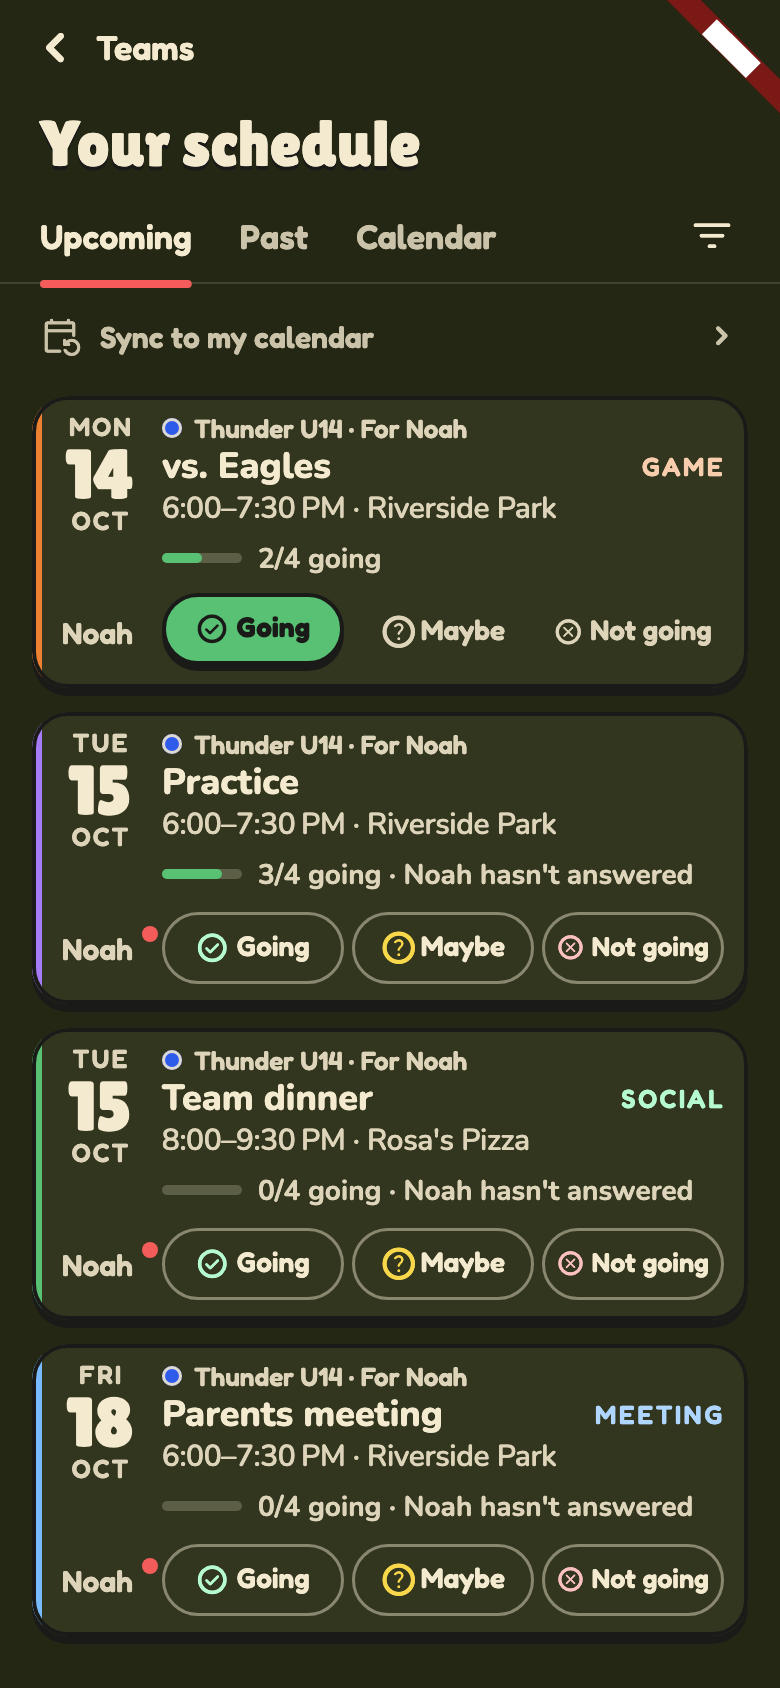 Teams
Your schedule
Upcoming Past Calendar
Sync to my calendar
MON
14
OCT
Thunder U14 · For Noah
vs. Eagles
GAME
6:00–7:30 PM · Riverside Park
2/4 going
Noah
Going Maybe Not going
TUE
15
OCT
Thunder U14 · For Noah
Practice
6:00–7:30 PM · Riverside Park
3/4 going · Noah hasn't answered
Noah
Going Maybe Not going
TUE
15
OCT
Thunder U14 · For Noah
Team dinner
SOCIAL
8:00–9:30 PM · Rosa's Pizza
0/4 going · Noah hasn't answered
Noah
Going Maybe Not going
FRI
18
OCT
Thunder U14 · For Noah
Parents meeting
MEETING
6:00–7:30 PM · Riverside Park
0/4 going · Noah hasn't answered
Noah
Going Maybe Not going